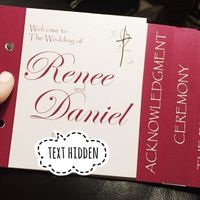 Welcome to
The Wedding of
Renee
and
Daniel
TEXT HIDDEN
ACKNOWLEDGMENT
CEREMONY